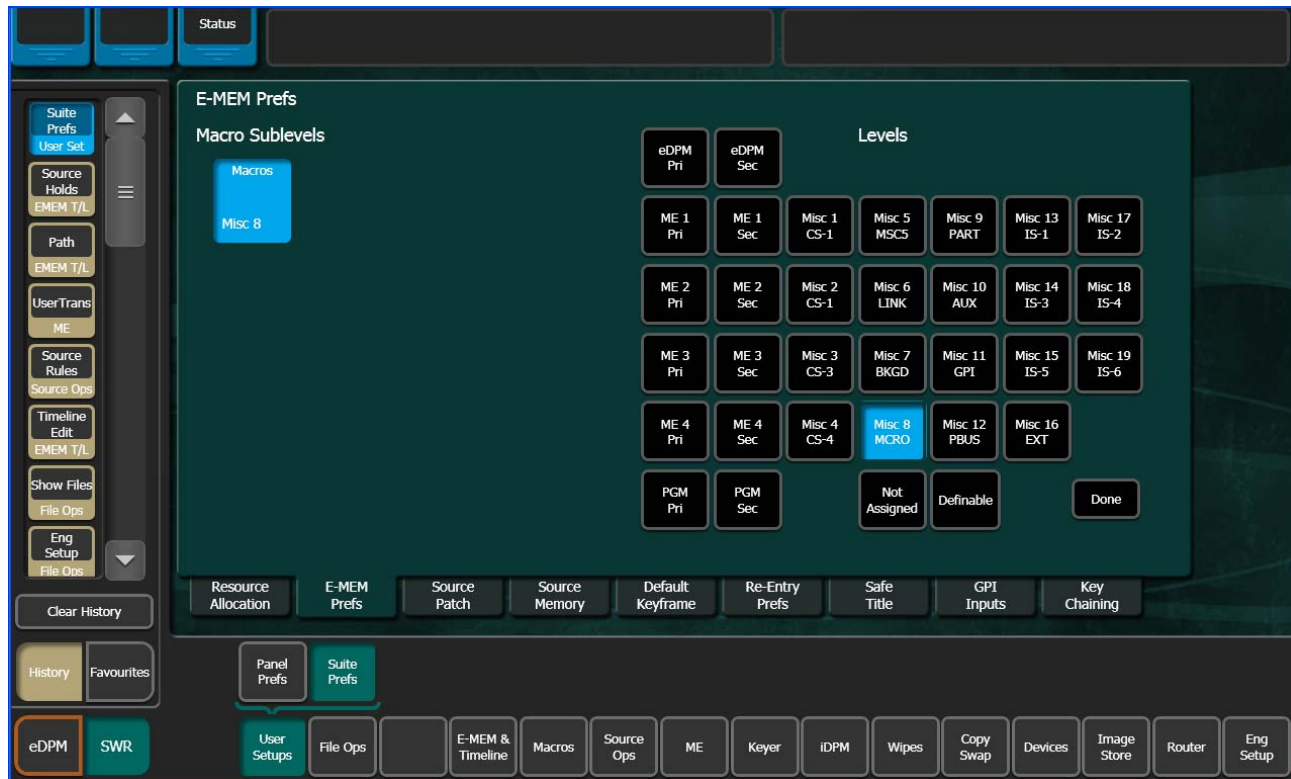 Status
Suite
Prefs
User Set
Source
Holds
EMEM T/L
Path
EMEM T/L
UserTrans
ME
Source
Rules
Source Ops
Timeline
Edit
EMEM T/L
Show Files
File Ops
Eng
Setup
File Ops
Clear History
History
Favourites
E-MEM Prefs
Macro Sublevels
Macros
Misc 8
Levels
eDPM
Pri
eDPM
Sec
ME 1
Pri
ME 1
Sec
Misc 1
CS-1
Misc 5
MSC5
Misc 9
PART
Misc 13
IS-1
Misc 17
IS-2
ME 2
Pri
ME 2
Sec
Misc 2
CS-1
Misc 6
LINK
Misc 10
AUX
Misc 14
IS-3
Misc 18
IS-4
ME 3
Pri
ME 3
Sec
Misc 3
CS-3
Misc 7
BKGD
Misc 11
GPI
Misc 15
IS-5
Misc 19
IS-6
ME 4
Pri
ME 4
Sec
Misc 4
CS-4
Misc 8
MCRO
Misc 12
PBUS
Misc 16
EXT
PGM
Pri
PGM
Sec
Not
Assigned
Definable
Done
Resource
Allocation
E-MEM
Prefs
Source
Patch
Source
Memory
Default
Keyframe
Re-Entry
Prefs
Safe
Title
GPI
Inputs
Key
Chaining
Panel
Prefs
Suite
Prefs
eDPM
SWR
User
Setups
File Ops
E-MEM &
Timeline
Macros
Source
Ops
ME
Keyer
iDPM
Wipes
Copy
Swap
Devices
Image
Store
Router
Eng
Setup